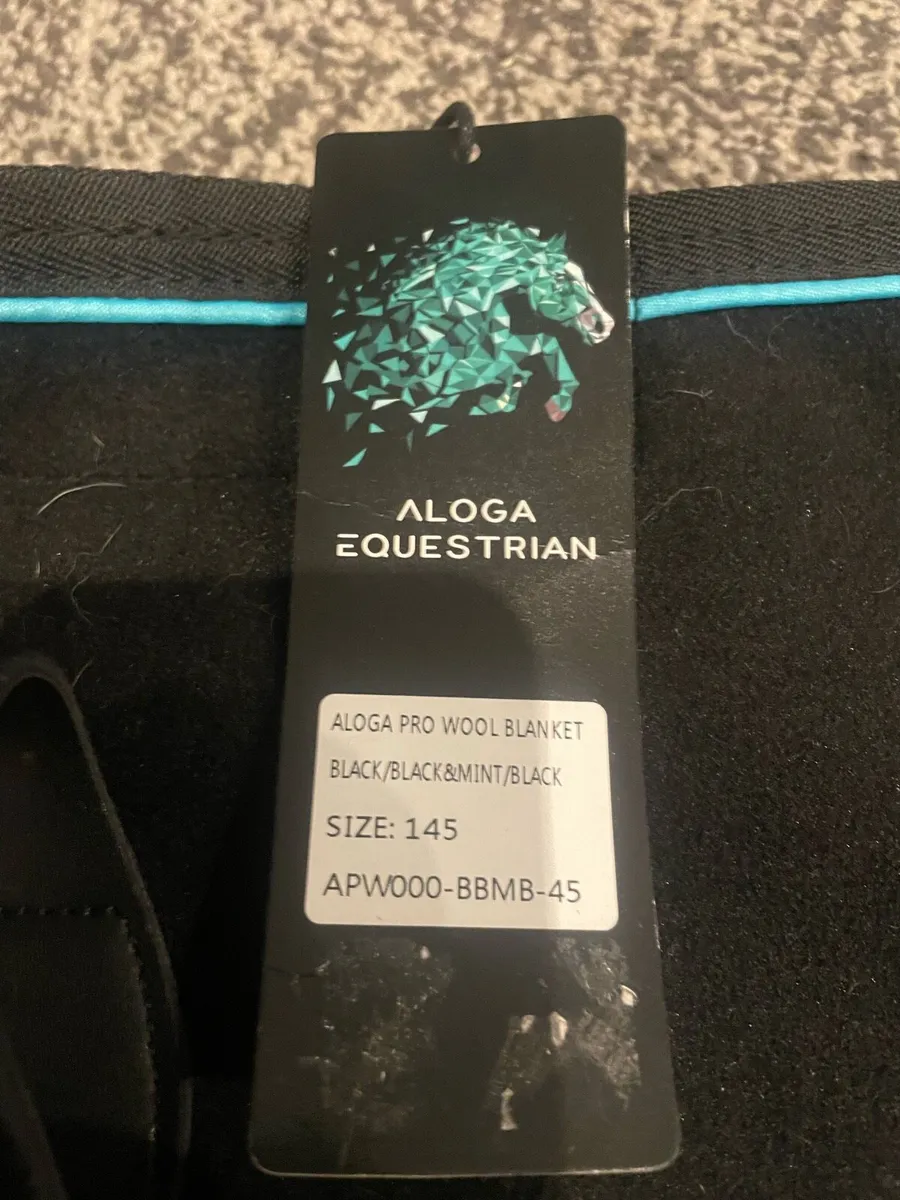 ALOGA
EQUESTRIAN
ALOGA PRO WOOL BLANKET
BLACK/BLACK&MINT/BLACK
SIZE: 145
APW000-BBMB-45